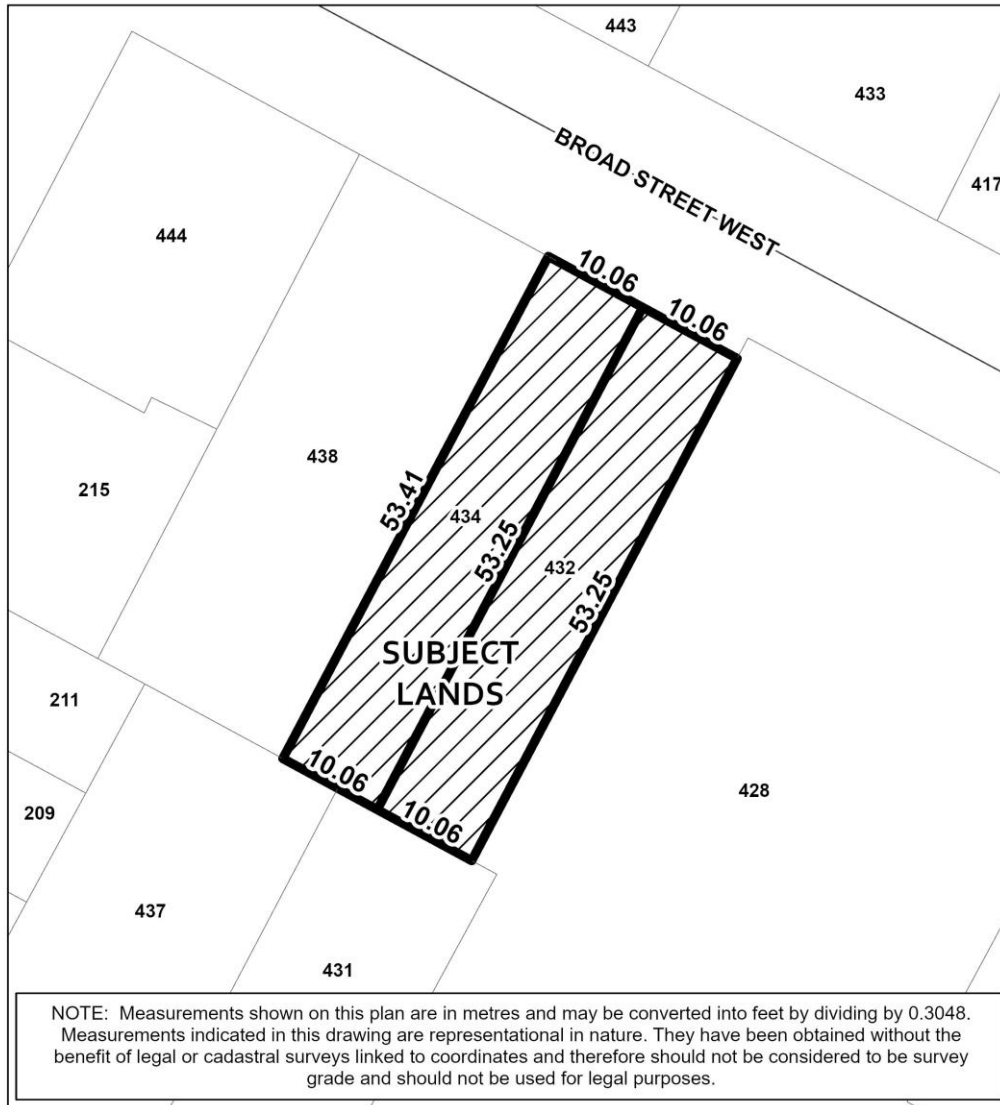 443
433
BROAD STREET WEST
417
444
10.06
10.06
438
53.41
215
434
53.25
432
53.25
SUBJECT
LANDS
211
10.06
428
209
10.06
437
431
NOTE: Measurements shown on this plan are in metres and may be converted into feet by dividing by 0.3048.
Measurements indicated in this drawing are representational in nature. They have been obtained without the
benefit of legal or cadastral surveys linked to coordinates and therefore should not be considered to be survey
grade and should not be used for legal purposes.